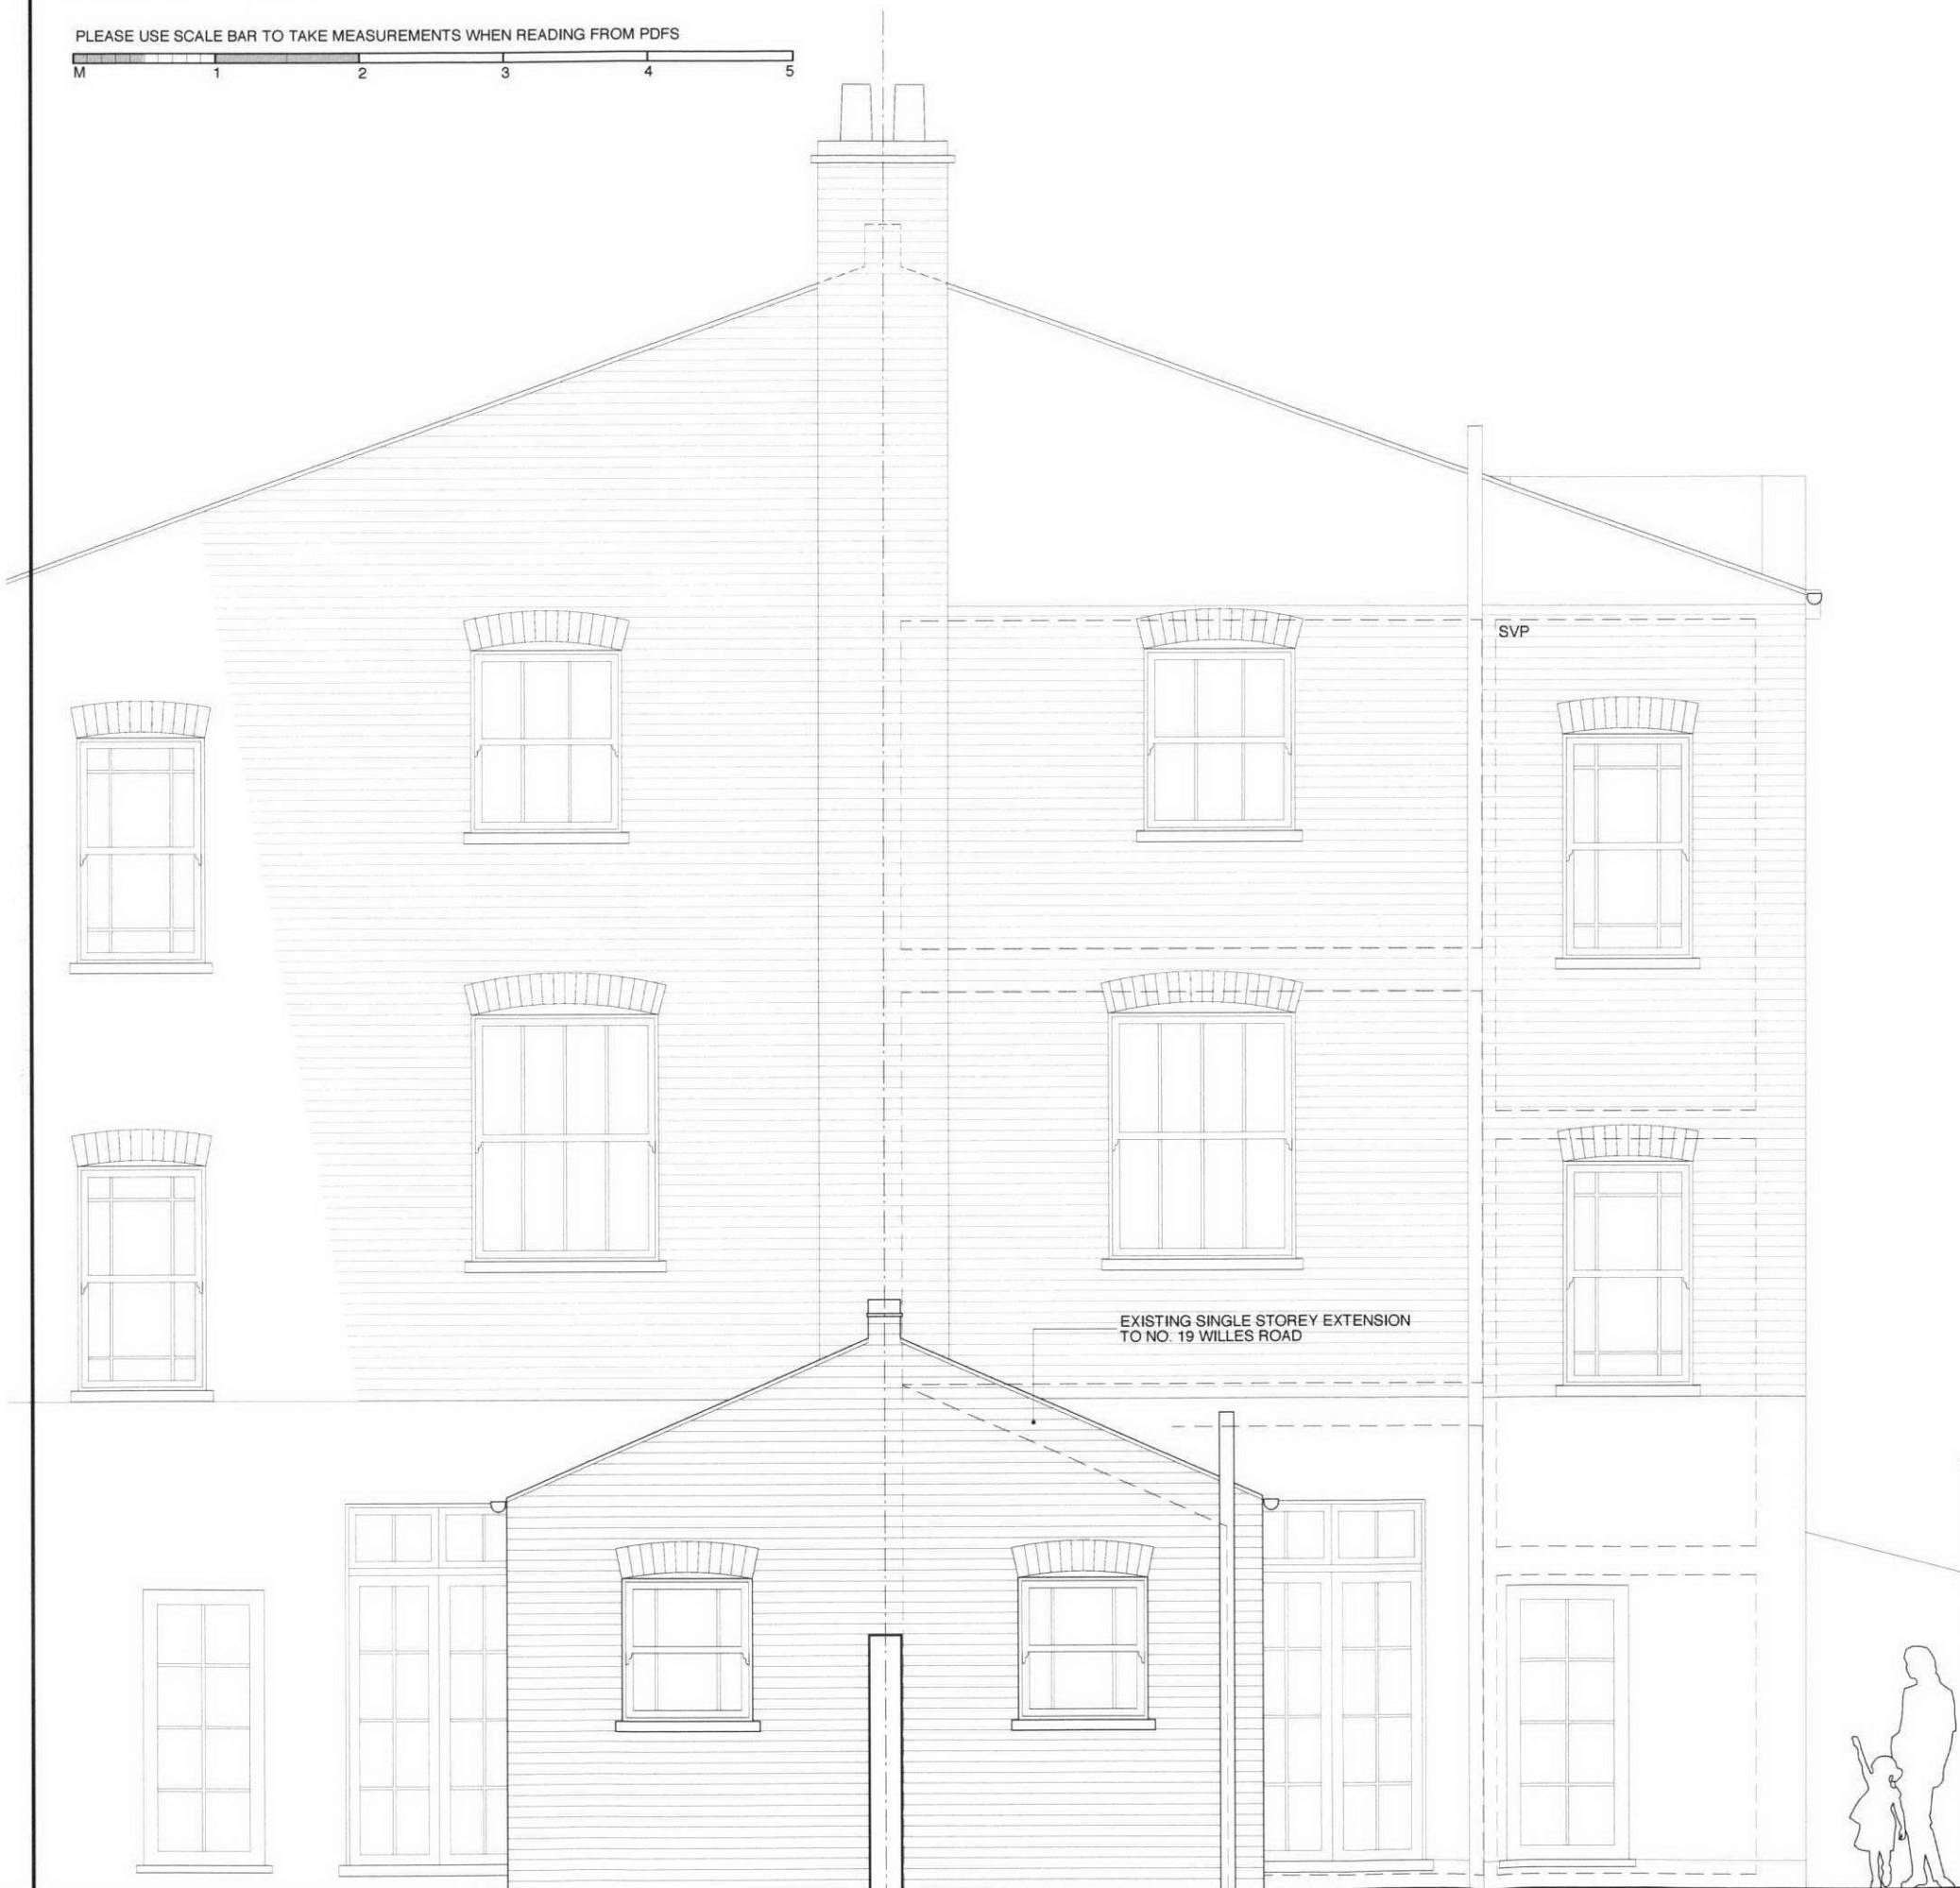 PLEASE USE SCALE BAR TO TAKE MEASUREMENTS WHEN READING FROM PDFS
M 1 2 3 4 5
SVP
EXISTING SINGLE STOREY EXTENSION
TO NO. 19 WILLES ROAD